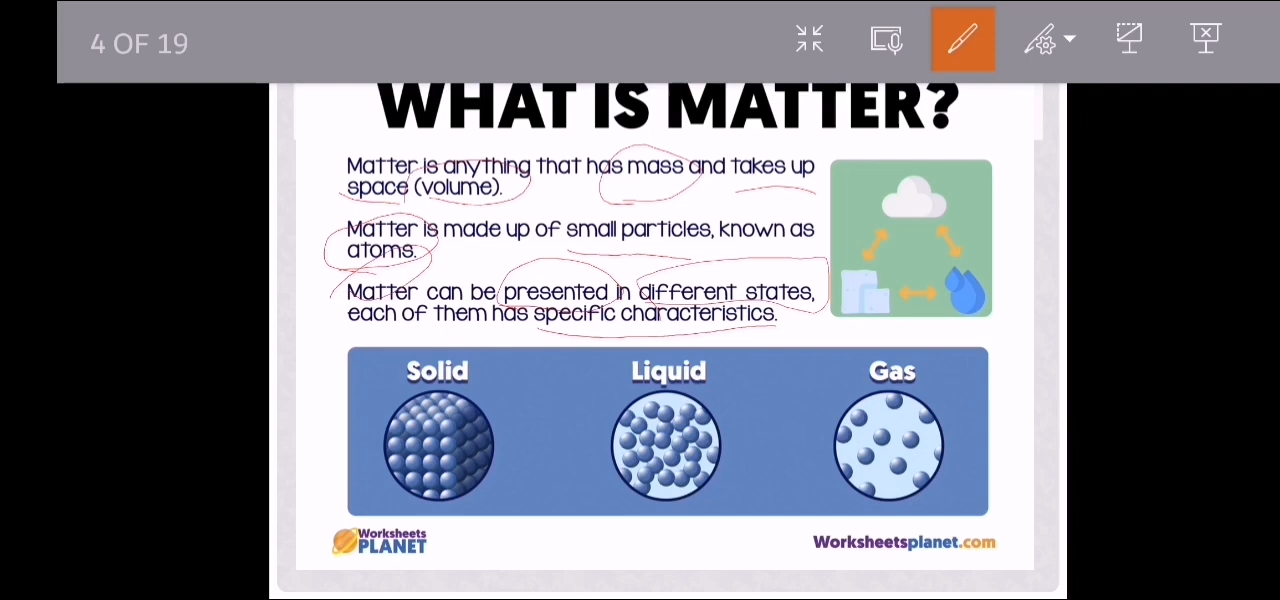 4 OF 19
WHAT IS MATTER?
Matter is anything that has mass and takes up
space (volume).
Matter is made up of small particles, known as
atoms.
Matter can be presented in different states,
each of them has specific characteristics.
Solid
Liquid
Gas
Worksheets
PLANET
Worksheetsplanet.com